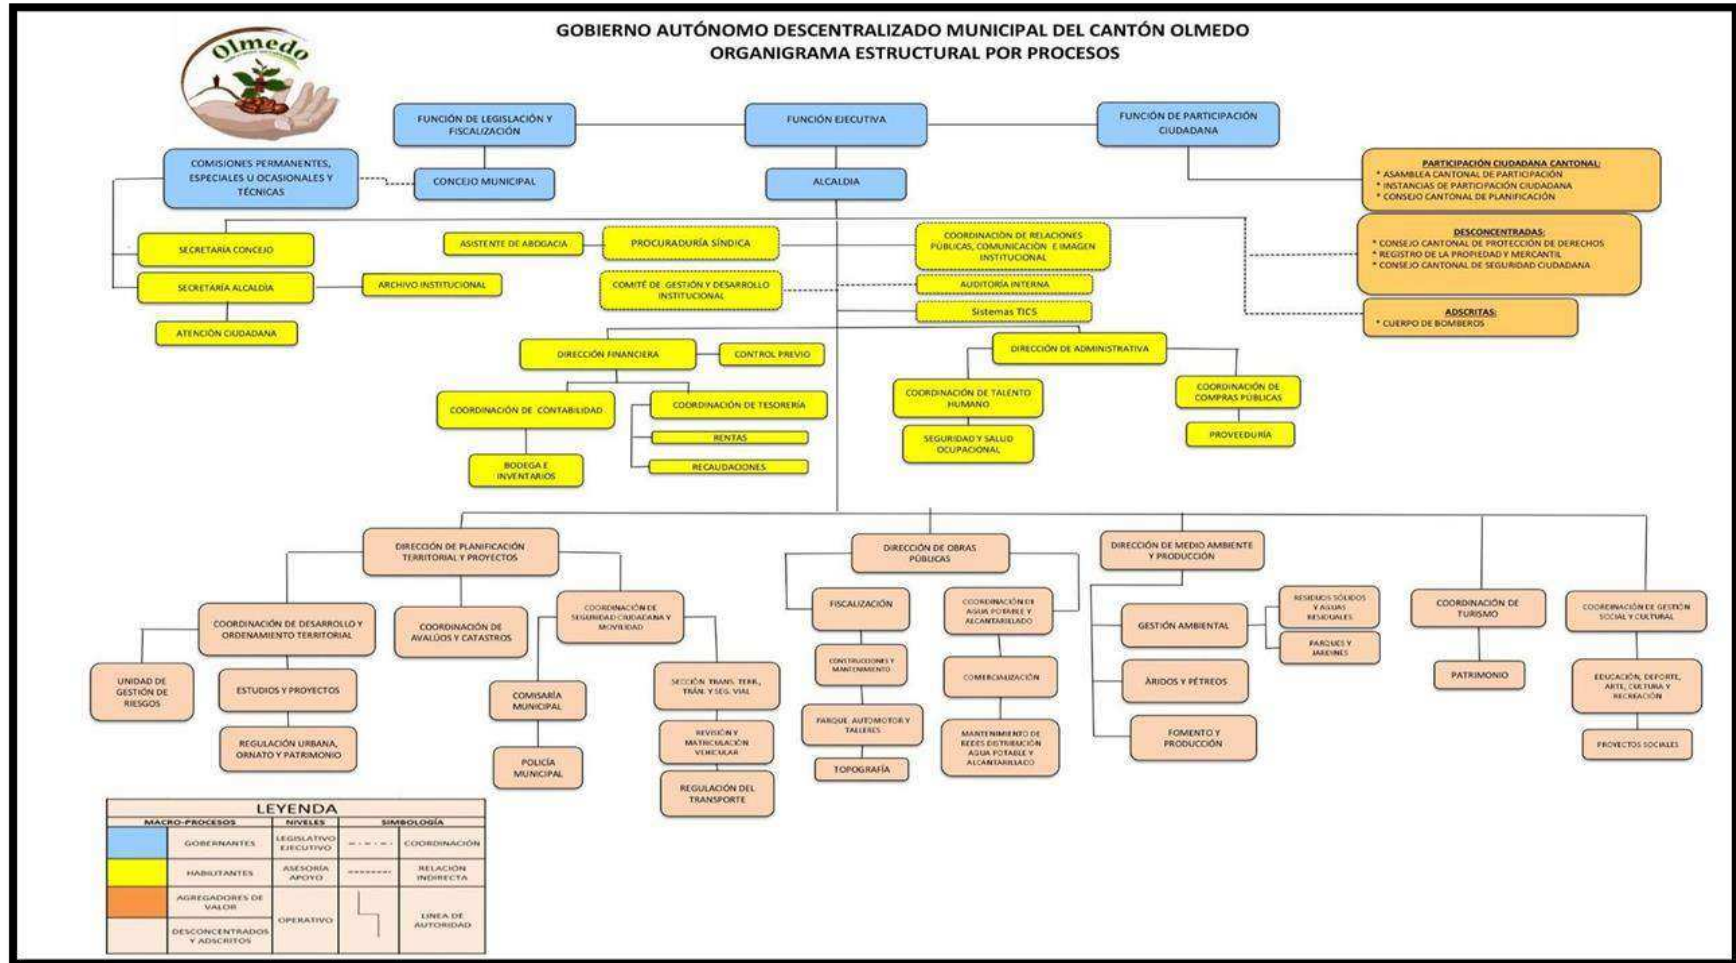 GOBIERNO AUTÓNOMO DESCENTRALIZADO MUNICIPAL DEL CANTÓN OLMEDO
ORGANIGRAMA ESTRUCTURAL POR PROCESOS
Olmedo
FUNCIÓN DE LEGISLACIÓN Y
FISCALIZACIÓN
FUNCIÓN EJECUTIVA
FUNCIÓN DE PARTICIPACIÓN
CIUDADANA
COMISIONES PERMANENTES,
ESPECIALES U OCASIONALES Y
TÉCNICAS
CONCEJO MUNICIPAL
ALCALDIA
PARTICIPACIÓN CIUDADANA CANTONAL:
* ASAMBLEA CANTONAL DE PARTICIPACIÓN
* INSTANCIAS DE PARTICIPACIÓN CIUDADANA
* CONSEJO CANTONAL DE PLANIFICACIÓN
SECRETARÍA CONCEJO
ASISTENTE DE ABOGACIA
PROCURADURÍA SÍNDICA
COORDINACIÓN DE RELACIONES
PÚBLICAS, COMUNICACIÓN E IMAGEN
INSTITUCIONAL
DESCONCENTRADAS:
* CONSEJO CANTONAL DE PROTECCIÓN DE DERECHOS
* REGISTRO DE LA PROPIEDAD Y MERCANTIL
* CONSEJO CANTONAL DE SEGURIDAD CIUDADANA
SECRETARÍA ALCALDÍA
ARCHIVO INSTITUCIONAL
COMITÉ DE GESTIÓN Y DESARROLLO
INSTITUCIONAL
AUDITORÍA INTERNA
Sistemas TICS
ADSCRITAS:
* CUERPO DE BOMBEROS
ATENCIÓN CIUDADANA
DIRECCIÓN FINANCIERA
CONTROL PREVIO
DIRECCIÓN DE ADMINISTRATIVA
COORDINACIÓN DE CONTABILIDAD
COORDINACIÓN DE TESORERÍA
COORDINACIÓN DE TALENTO
HUMANO
COORDINACIÓN DE
COMPRAS PÚBLICAS
RENTAS
SEGURIDAD Y SALUD
OCUPACIONAL
PROVEEDURÍA
BODEGA E
INVENTARIOS
RECAUDACIONES
DIRECCIÓN DE PLANIFICACIÓN
TERRITORIAL Y PROYECTOS
DIRECCIÓN DE OBRAS
PÚBLICAS
DIRECCIÓN DE MEDIO AMBIENTE
Y PRODUCCIÓN
COORDINACIÓN DE DESARROLLO Y
ORDENAMIENTO TERRITORIAL
COORDINACIÓN DE
AVALÚOS Y CATASTROS
COORDINACIÓN DE
SEGURIDAD CIUDADANA Y
MOVILIDAD
FISCALIZACIÓN
COORDINACIÓN DE
AGUA POTABLE Y
ALCANTARILLADO
GESTIÓN AMBIENTAL
RESIDUOS SÓLIDOS
Y AGUAS
RESIDUALES
PARQUES Y
JARDINES
COORDINACIÓN DE
TURISMO
COORDINACIÓN DE GESTIÓN
SOCIAL Y CULTURAL
UNIDAD DE
GESTIÓN DE
RIESGOS
ESTUDIOS Y PROYECTOS
COMISARÍA
MUNICIPAL
SECCIÓN TRANS. TERR.,
TRÁN. Y SEG. VIAL
CONSTRUCCIONES Y
MANTENIMIENTO
COMERCIALIZACIÓN
ÀRIDOS Y PÉTREOS
PATRIMONIO
EDUCACIÓN, DEPORTE,
ARTE, CULTURA Y
RECREACIÓN
REGULACIÓN URBANA,
ORNATO Y PATRIMONIO
POLICÍA
MUNICIPAL
REVISIÓN Y
MATRICULACIÓN
VEHICULAR
REGULACIÓN DEL
TRANSPORTE
PARQUE AUTOMOTOR Y
TALLERES
TOPOGRAFÍA
MANTENIMIENTO DE
REDES DISTRIBUCIÓN
AGUA POTABLE Y
ALCANTARILLADO
FOMENTO Y
PRODUCCIÓN
PROYECTOS SOCIALES
LEYENDA
MACRO-PROCESOS NIVELES SIMBOLOGÍA
GOBERNANTES
LEGISLATIVO
EJECUTIVO
COORDINACIÓN
HABILITANTES
ASESORÍA
APOYO
RELACION
INDIRECTA
AGREGADORES DE
VALOR
OPERATIVO
LINEA DE
AUTORIDAD
DESCONCENTRADOS
Y ADSCRITOS